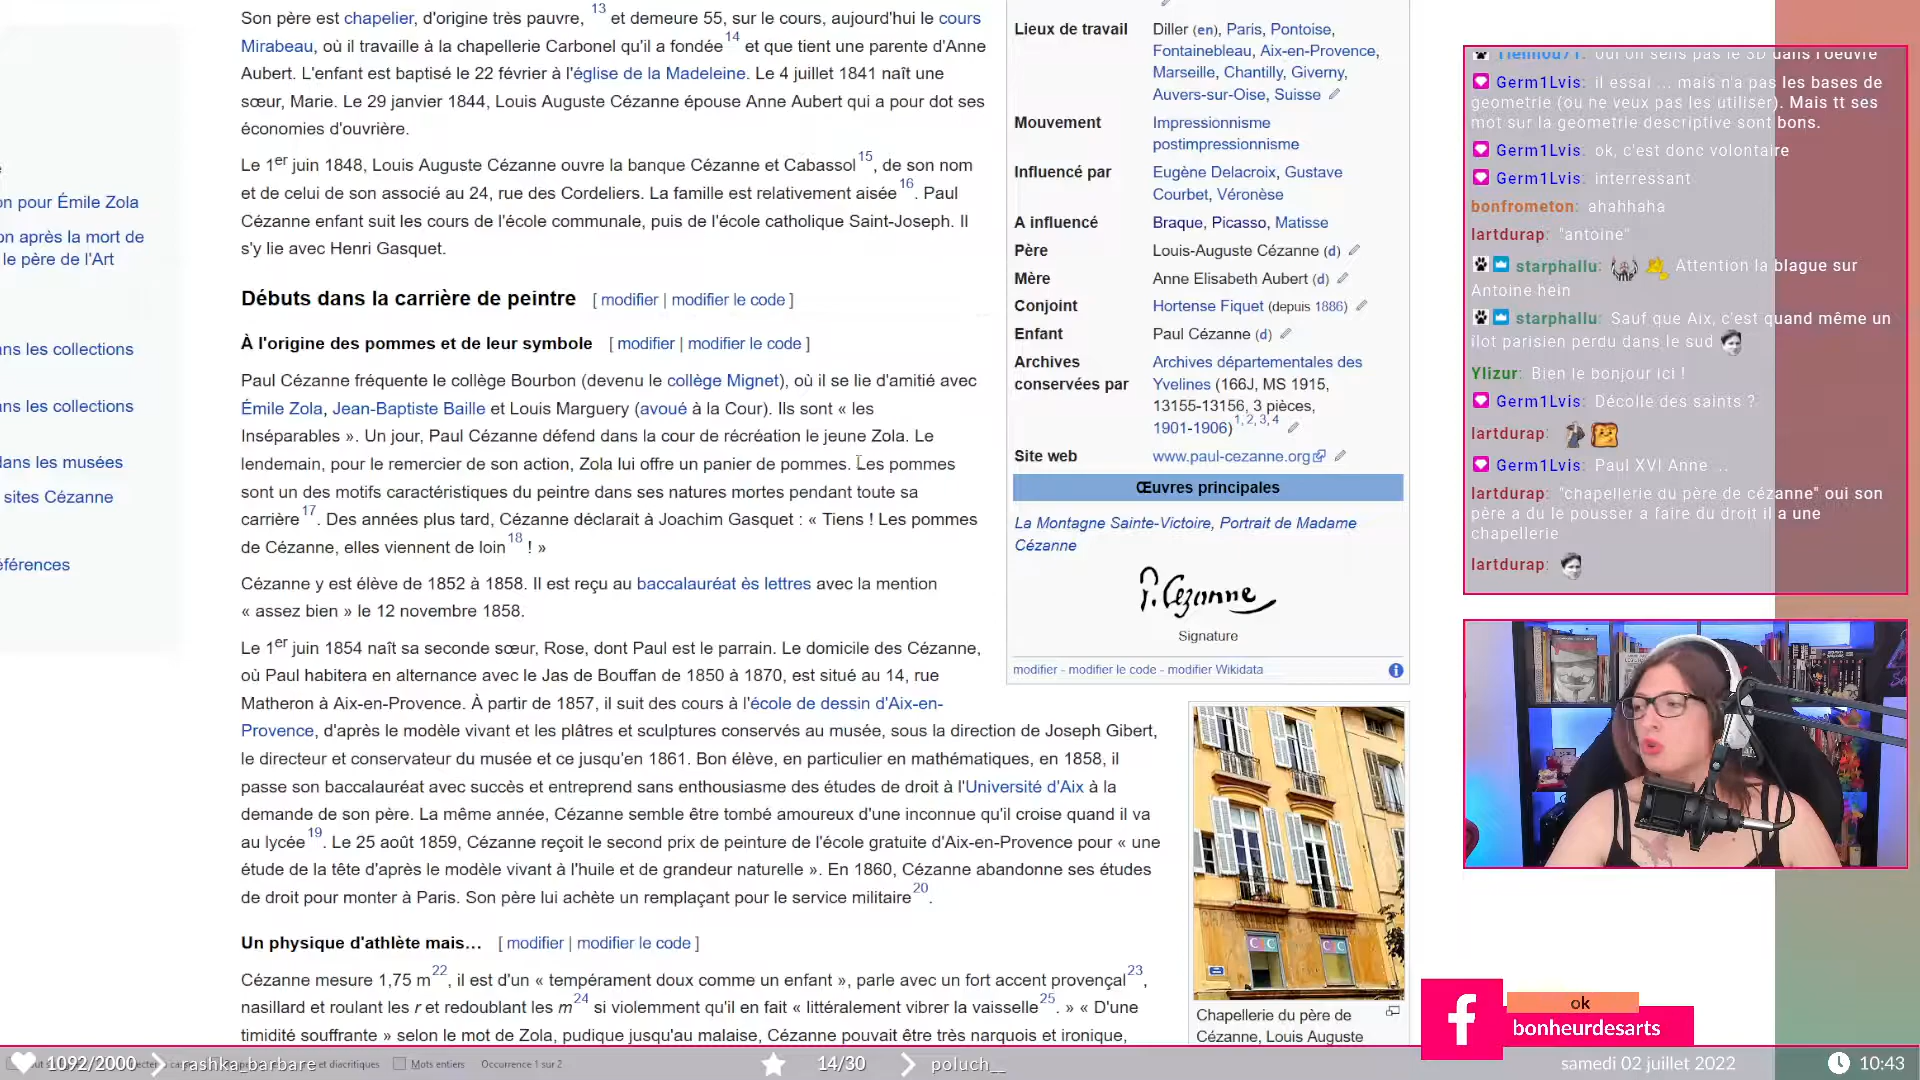 Son père est chapelier, d'origine très pauvre, 13 et demeure 55, sur le cours, aujourd'hui le cours
Mirabeau, où il travaille à la chapellerie Carbonel qu'il a fondée14 et que tient une parente d'Anne
Aubert. L'enfant est baptisé le 22 février à l'église de la Madeleine. Le 4 juillet 1841 naît une
sœur, Marie. Le 29 janvier 1844, Louis Auguste Cézanne épouse Anne Aubert qui a pour dot ses
économies d'ouvrière.
Le 1er juin 1848, Louis Auguste Cézanne ouvre la banque Cézanne et Cabassol15, de son nom
et de celui de son associé au 24, rue des Cordeliers. La famille est relativement aisée16. Paul
Cézanne enfant suit les cours de l'école communale, puis de l'école catholique Saint-Joseph. Il
s'y lie avec Henri Gasquet.
Débuts dans la carrière de peintre [ modifier | modifier le code ]
À l'origine des pommes et de leur symbole [ modifier | modifier le code ]
Paul Cézanne fréquente le collège Bourbon (devenu le collège Mignet), où il se lie d'amitié avec
Émile Zola, Jean-Baptiste Baille et Louis Marguery (avoué à la Cour). Ils sont « les
Inséparables ». Un jour, Paul Cézanne défend dans la cour de récréation le jeune Zola. Le
lendemain, pour le remercier de son action, Zola lui offre un panier de pommes. Les pommes
sont un des motifs caractéristiques du peintre dans ses natures mortes pendant toute sa
carrière17. Des années plus tard, Cézanne déclarait à Joachim Gasquet : « Tiens ! Les pommes
de Cézanne, elles viennent de loin18 ! »
Cézanne y est élève de 1852 à 1858. Il est reçu au baccalauréat ès lettres avec la mention
« assez bien » le 12 novembre 1858.
Le 1er juin 1854 naît sa seconde sœur, Rose, dont Paul est le parrain. Le domicile des Cézanne,
où Paul habitera en alternance avec le Jas de Bouffan de 1850 à 1870, est situé au 14, rue
Matheron à Aix-en-Provence. À partir de 1857, il suit des cours à l'école de dessin d'Aix-en-
Provence, d'après le modèle vivant et les plâtres et sculptures conservés au musée, sous la direction de Joseph Gibert,
le directeur et conservateur du musée et ce jusqu'en 1861. Bon élève, en particulier en mathématiques, en 1858, il
passe son baccalauréat avec succès et entreprend sans enthousiasme des études de droit à l'Université d'Aix à la
demande de son père. La même année, Cézanne semble être tombé amoureux d'une inconnue qu'il croise quand il va
au lycée19. Le 25 août 1859, Cézanne reçoit le second prix de peinture de l'école gratuite d'Aix-en-Provence pour « une
étude de la tête d'après le modèle vivant à l'huile et de grandeur naturelle ». En 1860, Cézanne abandonne ses études
de droit pour monter à Paris. Son père lui achète un remplaçant pour le service militaire20.
Un physique d'athlète mais... [ modifier | modifier le code ]
Cézanne mesure 1,75 m22, il est d'un « tempérament doux comme un enfant », parle avec un fort accent provençal23,
nasillard et roulant les r et redoublant les m24 si violemment qu'il en fait « littéralement vibrer la vaisselle25. » « D'une
timidité souffrante » selon le mot de Zola, pudique jusqu'au malaise, Cézanne pouvait être très narquois et ironique,
on pour Émile Zola
on après la mort de
le père de l'Art
ans les collections
ans les collections
dans les musées
sites Cézanne
éférences
Lieux de travail Diller (en), Paris, Pontoise,
Fontainebleau, Aix-en-Provence,
Marseille, Chantilly, Giverny,
Auvers-sur-Oise, Suisse
Mouvement Impressionnisme
postimpressionnisme
Influencé par Eugène Delacroix, Gustave
Courbet, Véronèse
A influencé Braque, Picasso, Matisse
Père Louis-Auguste Cézanne (d)
Mère Anne Elisabeth Aubert (d)
Conjoint Hortense Fiquet (depuis 1886)
Enfant Paul Cézanne (d)
Archives conservées par Archives départementales des
Yvelines (166J, MS 1915,
13155-13156, 3 pièces,
1901-1906)1, 2, 3, 4
Site web www.paul-cezanne.org
Œuvres principales
La Montagne Sainte-Victoire, Portrait de Madame
Cézanne
P. Cezanne
Signature
modifier - modifier le code - modifier Wikidata
CIC
CIC
Chapellerie du père de
Cézanne, Louis Auguste
Tiennou71: oui on sens pas le 3D dans l'oeuvre
Germ1Lvis: il essai ... mais n'a pas les bases de
geometrie (ou ne veux pas les utiliser). Mais tt ses
mot sur la geometrie descriptive sont bons.
Germ1Lvis: ok, c'est donc volontaire
Germ1Lvis: interressant
bonfrometon: ahahhaha
lartdurap: "antoine"
starphallu: Attention la blague sur
Antoine hein
starphallu: Sauf que Aix, c'est quand même un
îlot parisien perdu dans le sud
Ylizur: Bien le bonjour ici !
Germ1Lvis: Décolle des saints ?
lartdurap:
Germ1Lvis: Paul XVI Anne ..
lartdurap: "chapellerie du père de cézanne" oui son
père a du le pousser a faire du droit il a une
chapellerie
lartdurap:
ok
bonheurdesarts
1092/2000 rashka_barbare et diacritiques Mots entiers Occurrence 1 sur 2 14/30 poluch__ samedi 02 juillet 2022 10:43